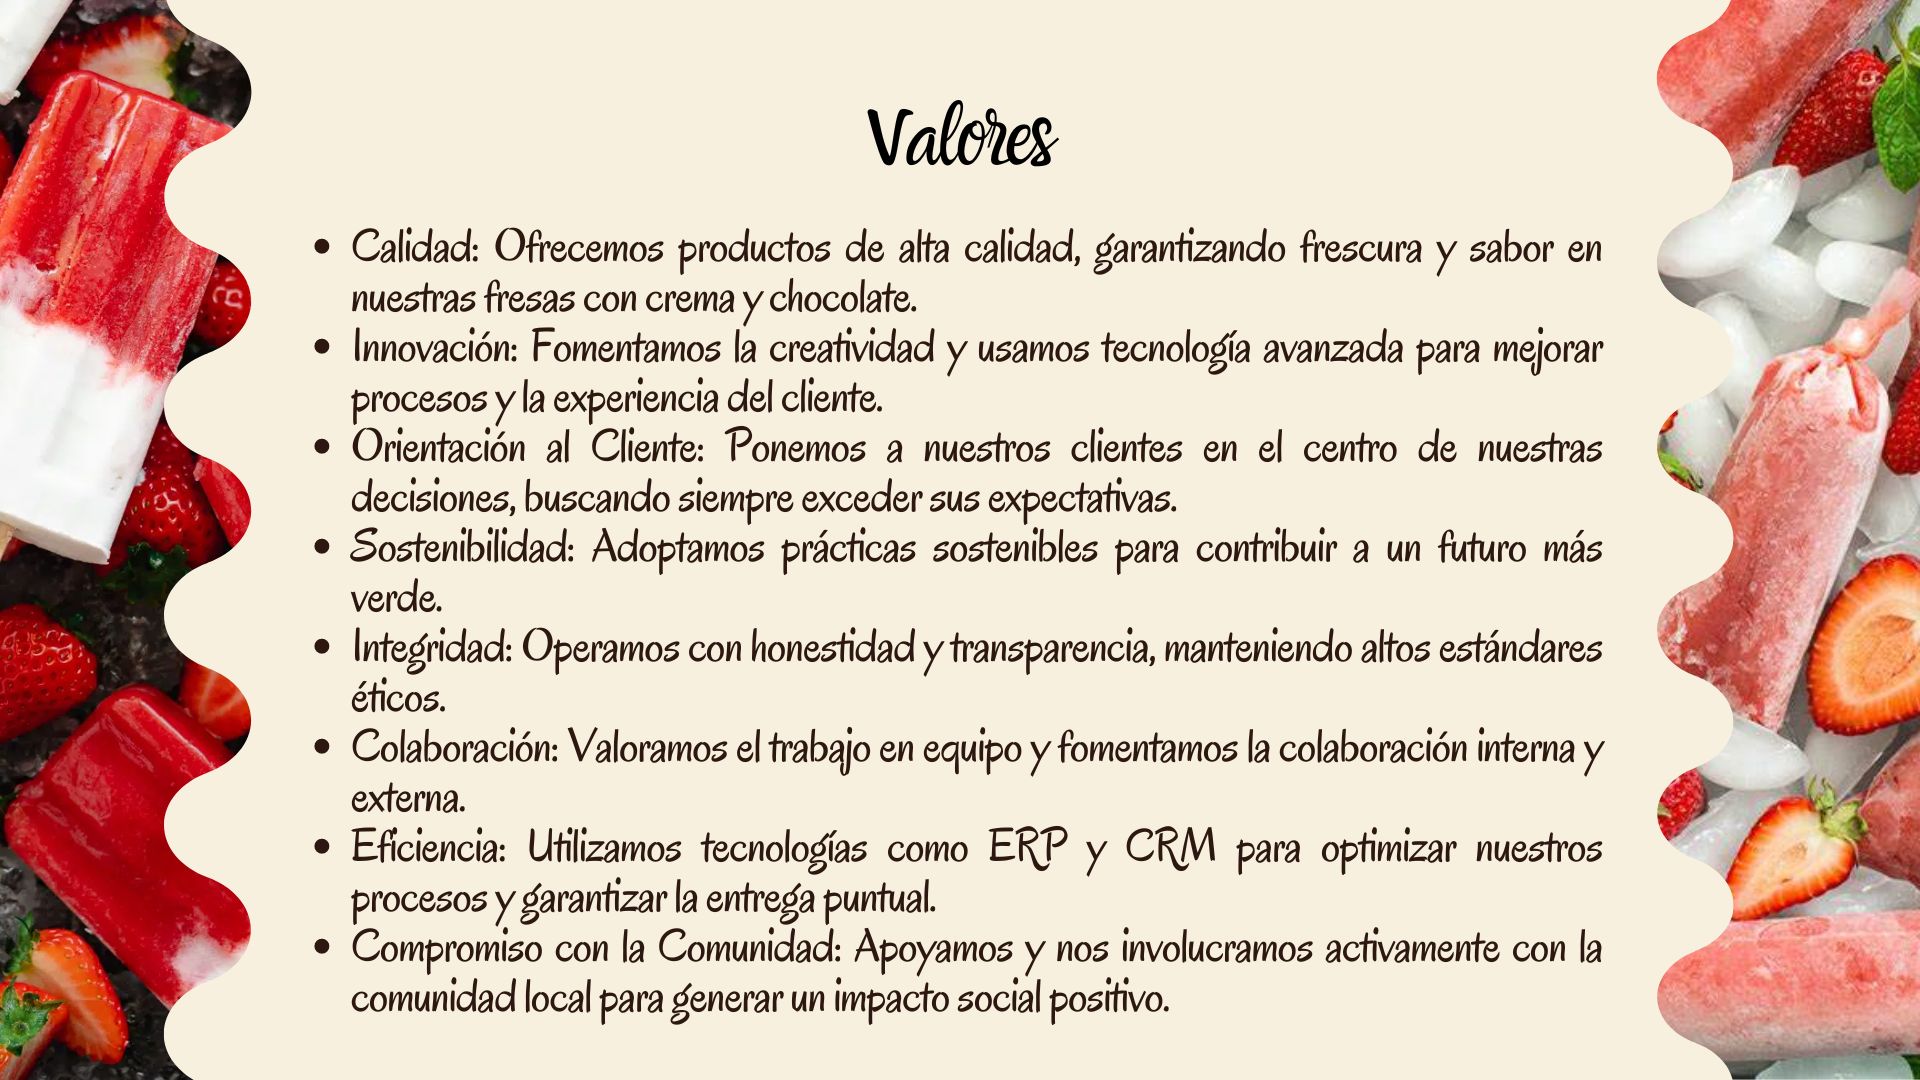 Valores
• Calidad: Ofrecemos productos de alta calidad, garantizando frescura y sabor en
nuestras fresas con crema y chocolate.
• Innovación: Fomentamos la creatividad y usamos tecnología avanzada para mejorar
procesos y la experiencia del cliente.
• Orientación al Cliente: Ponemos a nuestros clientes en el centro de nuestras
decisiones, buscando siempre exceder sus expectativas.
• Sostenibilidad: Adoptamos prácticas sostenibles para contribuir a un futuro más
verde.
• Integridad: Operamos con honestidad y transparencia, manteniendo altos estándares
éticos.
• Colaboración: Valoramos el trabajo en equipo y fomentamos la colaboración interna y
externa.
• Eficiencia: Utilizamos tecnologías como ERP y CRM para optimizar nuestros
procesos y garantizar la entrega puntual.
• Compromiso con la Comunidad: Apoyamos y nos involucramos activamente con la
comunidad local para generar un impacto social positivo.